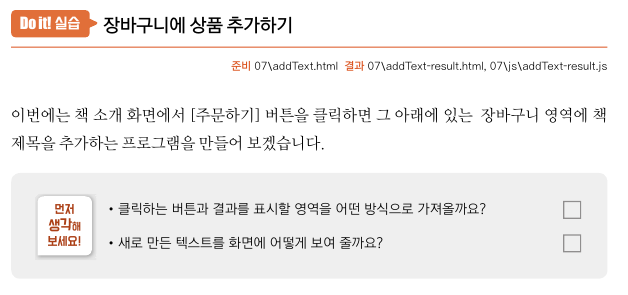 Do it! 실습 장바구니에 상품 추가하기
준비 07\addText.html 결과 07\addText-result.html, 07\js\addText-result.js
이번에는 책 소개 화면에서 [주문하기] 버튼을 클릭하면 그 아래에 있는 장바구니 영역에 책
제목을 추가하는 프로그램을 만들어 보겠습니다.
먼저
생각해
보세요!
• 클릭하는 버튼과 결과를 표시할 영역을 어떤 방식으로 가져올까요?
• 새로 만든 텍스트를 화면에 어떻게 보여 줄까요?